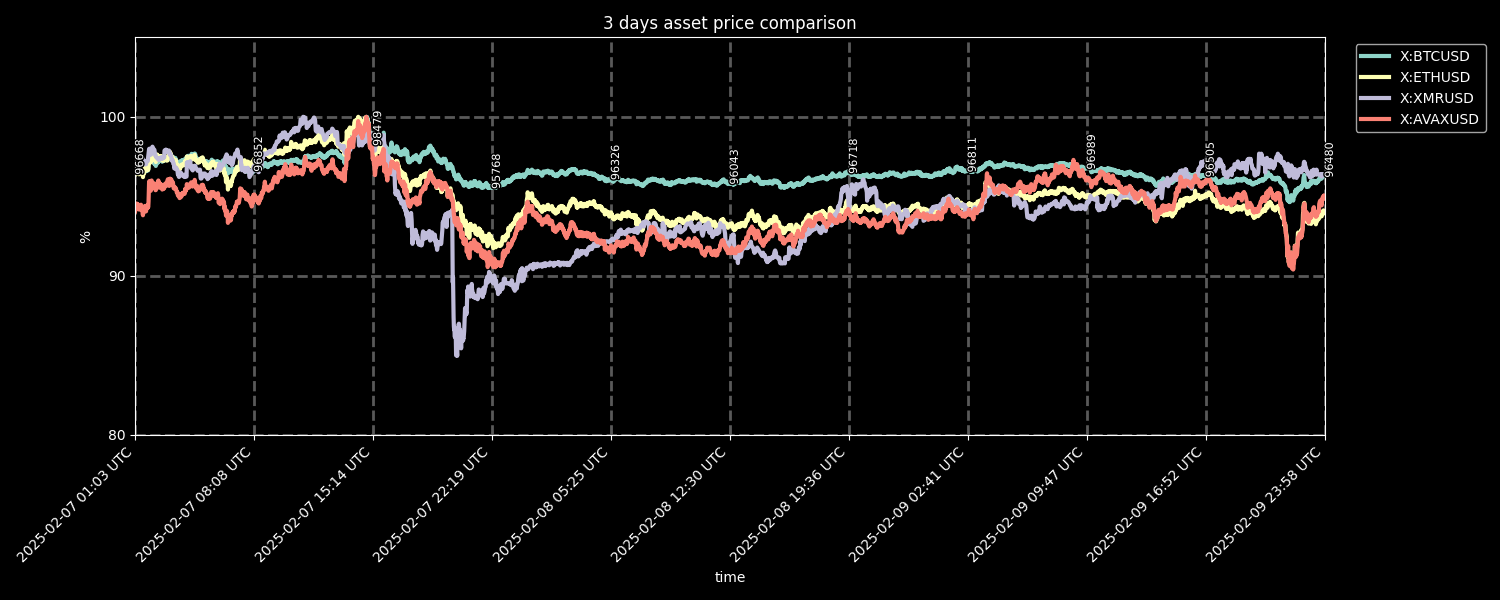 3 days asset price comparison
X:BTCUSD
X:ETHUSD
X:XMRUSD
X:AVAXUSD
100
90
80
%
96668
96852
98479
95768
96326
96043
96718
96811
96989
96505
96480
2025-02-07 01:03 UTC
2025-02-07 08:08 UTC
2025-02-07 15:14 UTC
2025-02-07 22:19 UTC
2025-02-08 05:25 UTC
2025-02-08 12:30 UTC
2025-02-08 19:36 UTC
2025-02-09 02:41 UTC
2025-02-09 09:47 UTC
2025-02-09 16:52 UTC
2025-02-09 23:58 UTC
time